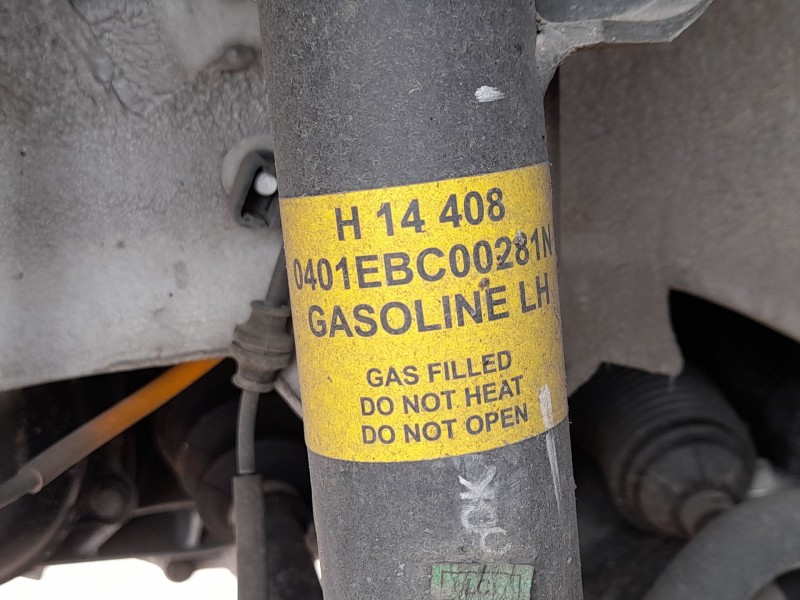 H 14 408
0401EBC00281N
GASOLINE LH
GAS FILLED
DO NOT HEAT
DO NOT OPEN